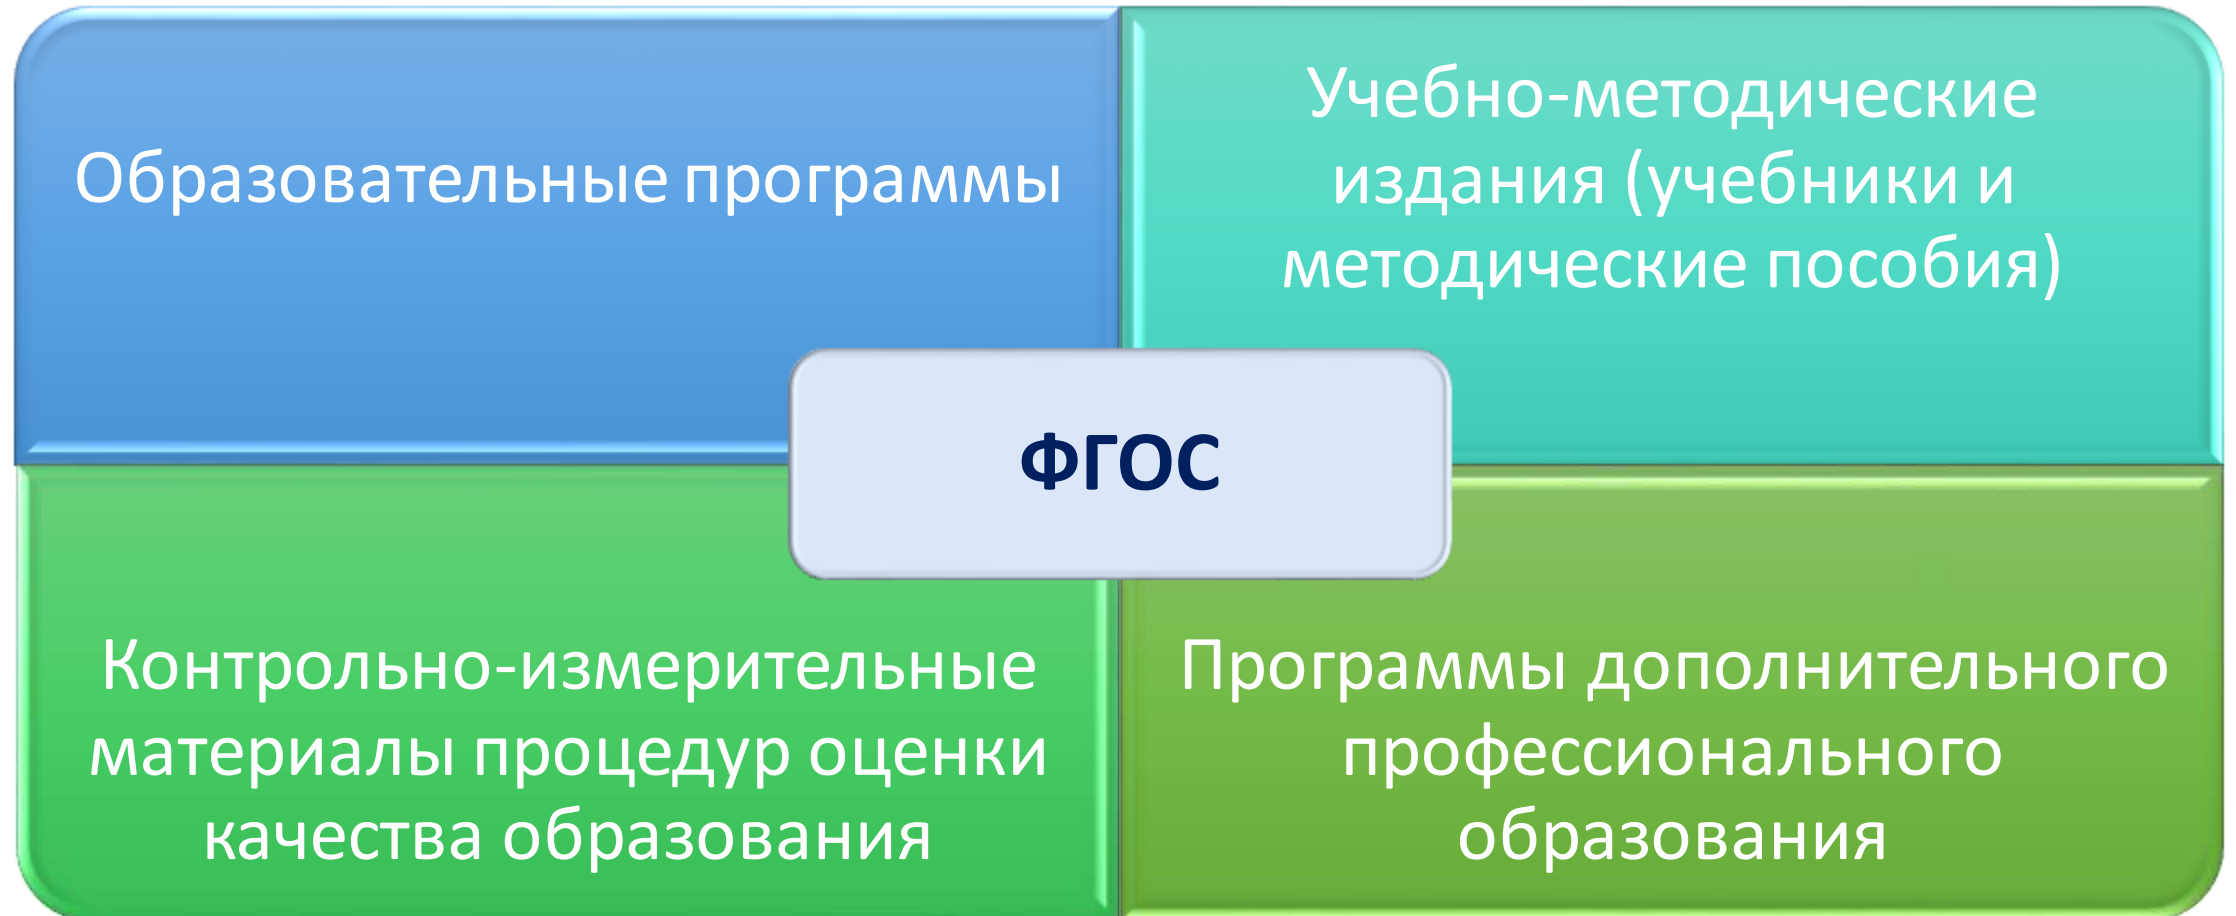 Образовательные программы
Учебно-методические
издания (учебники и
методические пособия)
ФГОС
Контрольно-измерительные
материалы процедур оценки
качества образования
Программы дополнительного
профессионального
образования